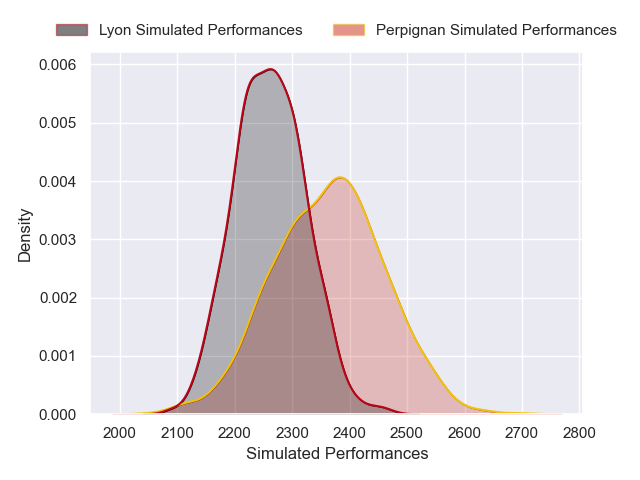 Lyon Simulated Performances Perpignan Simulated Performances
0.006
0.005
0.004
0.003
0.002
0.001
0.000
Density
2000 2100 2200 2300 2400 2500 2600 2700 2800
Simulated Performances